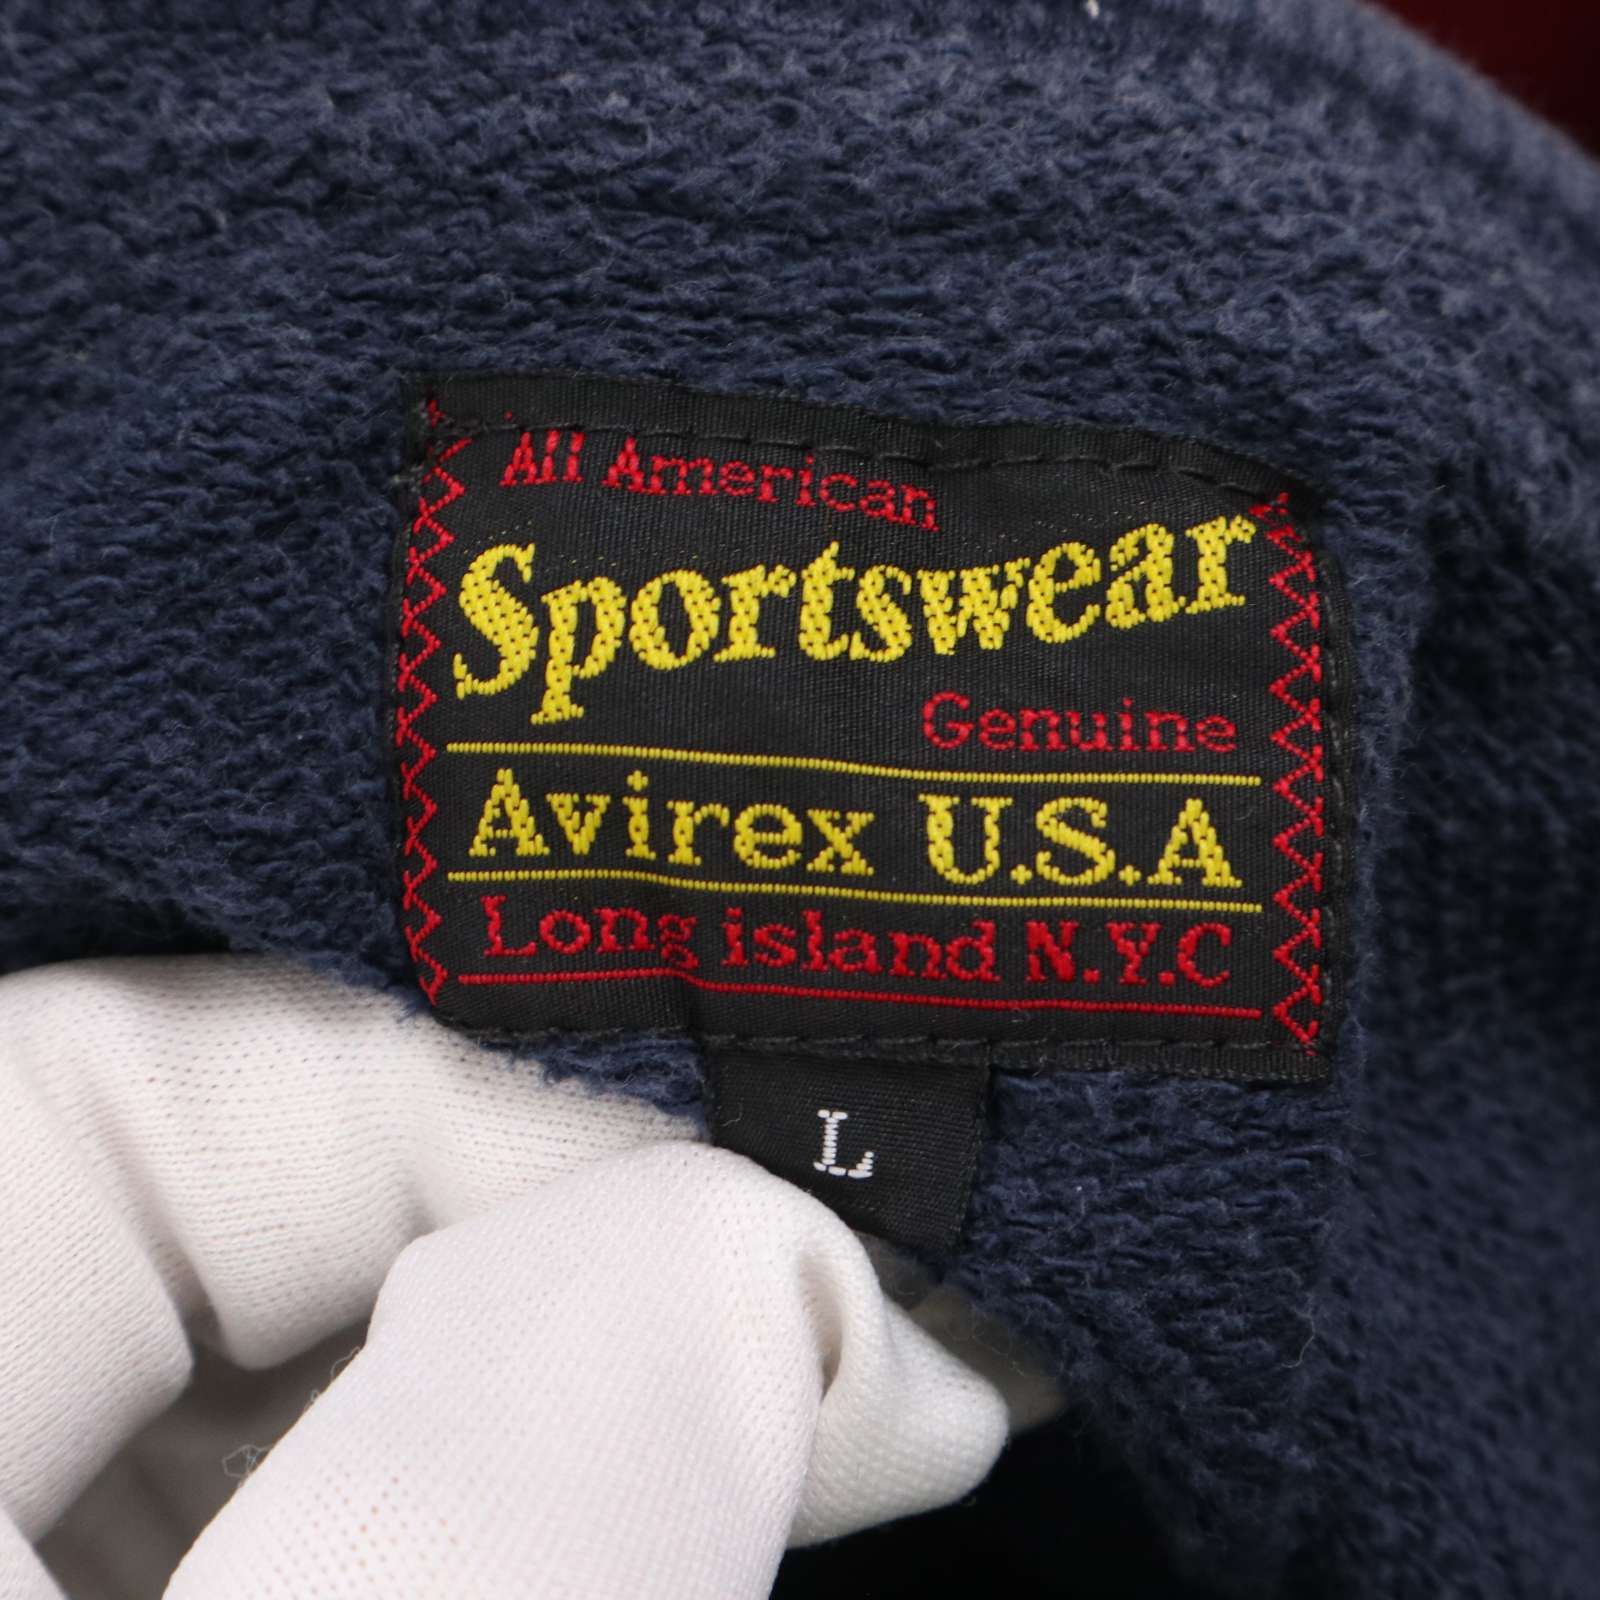 All American
Sportswear
Genuine
Avirex U.S.A
Long island N.Y.C
L